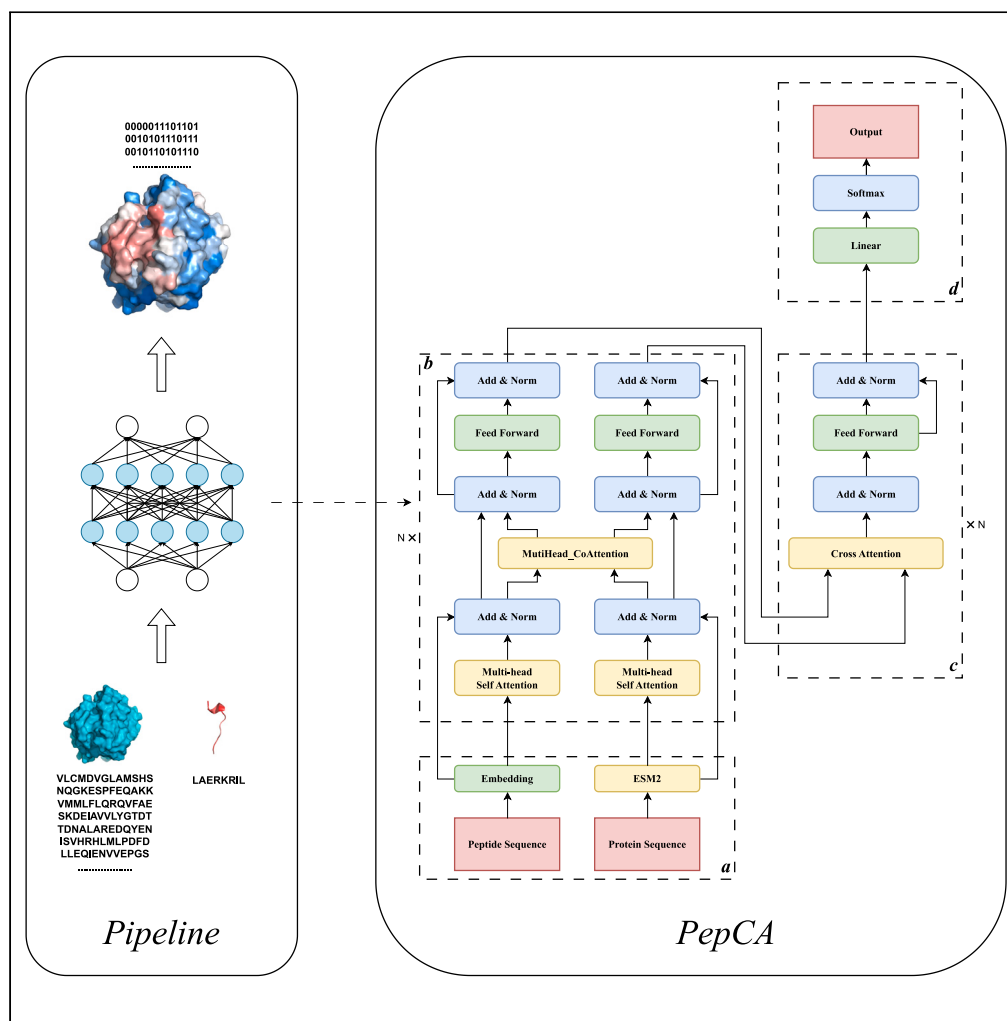 0000011101101
0010101110111
0010110101110
...................
VLCMDVGLAMSHS
NQGKESPFEQAKK
VMMLFLQRQVFAE
SKDEIAVVLYGTDT
TDNALAREDQYEN
ISVHRHLMLPDFD
LLEQIENVVEPGS
................
LAERKRIL
Pipeline
Output
Softmax
Linear
d
b
Add & Norm
Add & Norm
Feed Forward
Feed Forward
Add & Norm
Add & Norm
N ×
MutiHead_CoAttention
Add & Norm
Add & Norm
Multi-head
Self Attention
Multi-head
Self Attention
Add & Norm
Feed Forward
Add & Norm
× N
Cross Attention
c
Embedding
ESM2
Peptide Sequence
Protein Sequence
a
PepCA